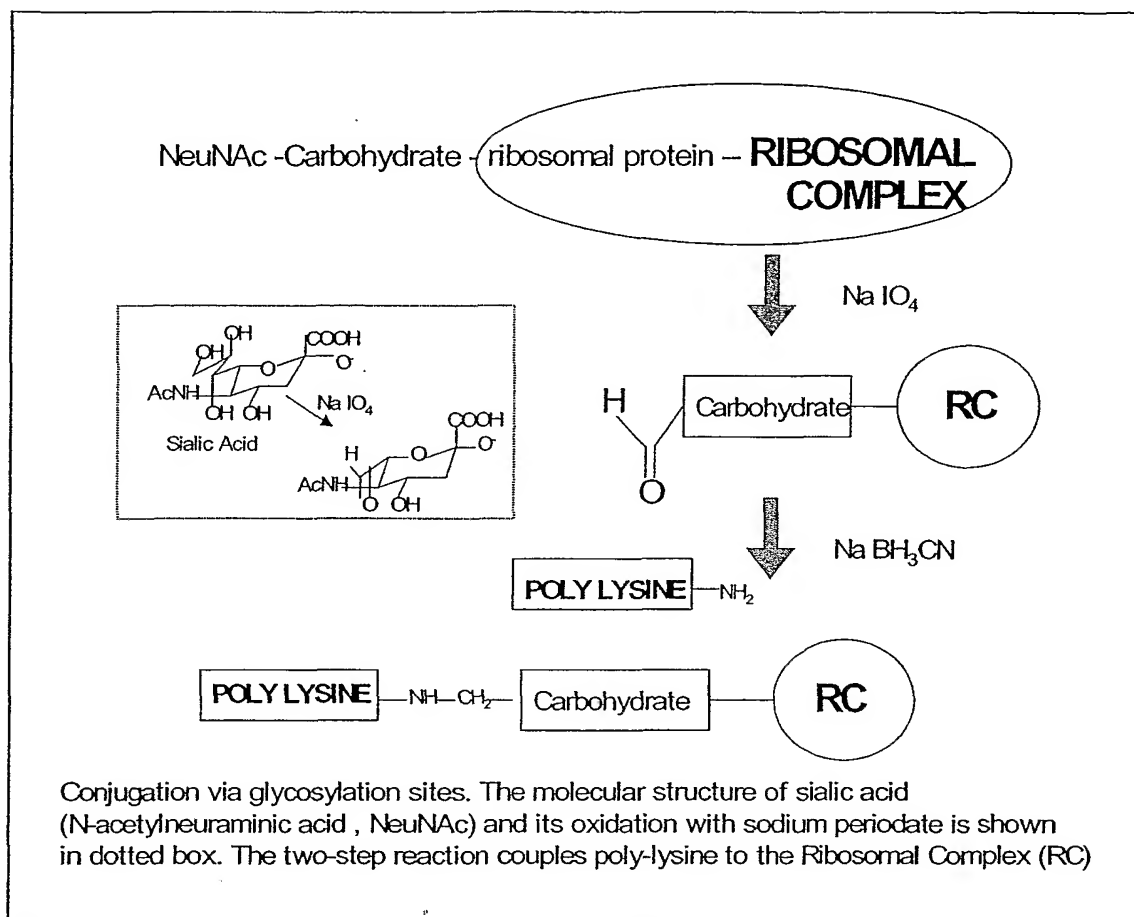 NeuNAc -Carbohydrate - ribosomal protein – RIBOSOMAL
COMPLEX
Na IO₄
OH
OH
COOH
O
O⁻
AcNH
OH
OH
Na IO₄
Sialic Acid
COOH
H
O
O⁻
AcNH
O
OH
H
O
Carbohydrate
RC
Na BH₃CN
POLY LYSINE -NH₂
POLY LYSINE -NH-CH₂- Carbohydrate RC
Conjugation via glycosylation sites. The molecular structure of sialic acid
(N-acetylneuraminic acid , NeuNAc) and its oxidation with sodium periodate is shown
in dotted box. The two-step reaction couples poly-lysine to the Ribosomal Complex (RC)